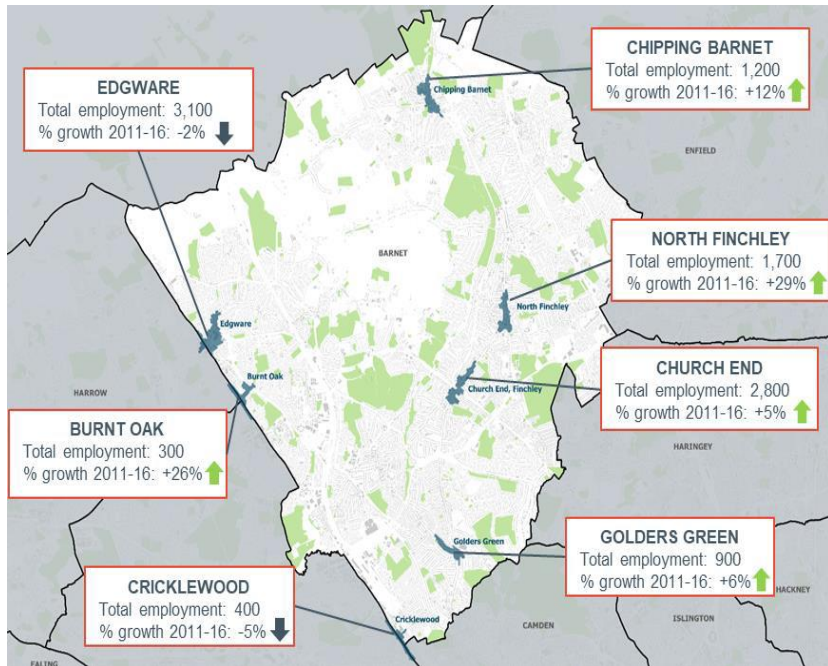 CHIPPING BARNET
Total employment: 1,200
% growth 2011-16: +12%
EDGWARE
Total employment: 3,100
% growth 2011-16: -2%
Chipping Barnet
ENFIELD
NORTH FINCHLEY
Total employment: 1,700
% growth 2011-16: +29%
BARNET
North Finchley
Edgware
CHURCH END
Total employment: 2,800
% growth 2011-16: +5%
Burnt Oak
Church End, Finchley
HARROW
BURNT OAK
Total employment: 300
% growth 2011-16: +26%
HARINGEY
Golders Green
GOLDERS GREEN
Total employment: 900
% growth 2011-16: +6%
CRICKLEWOOD
Total employment: 400
% growth 2011-16: -5%
HACKNEY
Cricklewood
CAMDEN
ISLINGTON
EALING